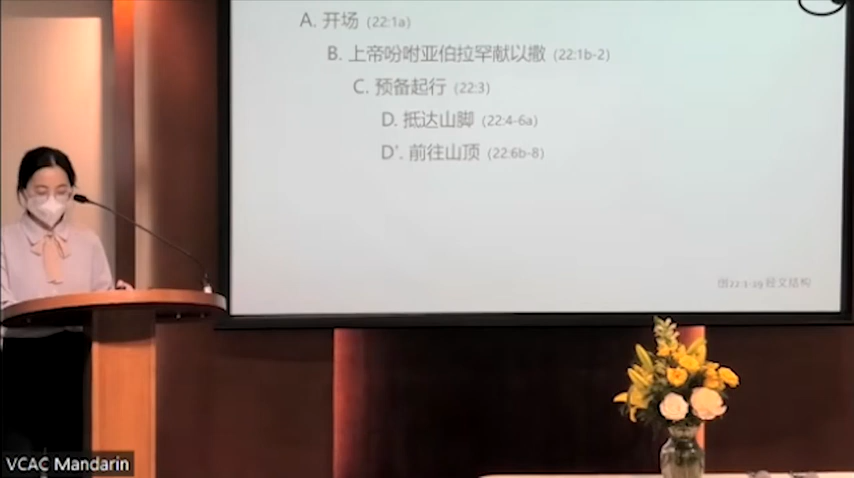 A. 开场 (22:1a)
B. 上帝吩咐亚伯拉罕献以撒 (22:1b-2)
C. 预备起行 (22:3)
D. 抵达山脚 (22:4-6a)
D'. 前往山顶 (22:6b-8)
创22:1-19 经文结构
VCAC Mandarin